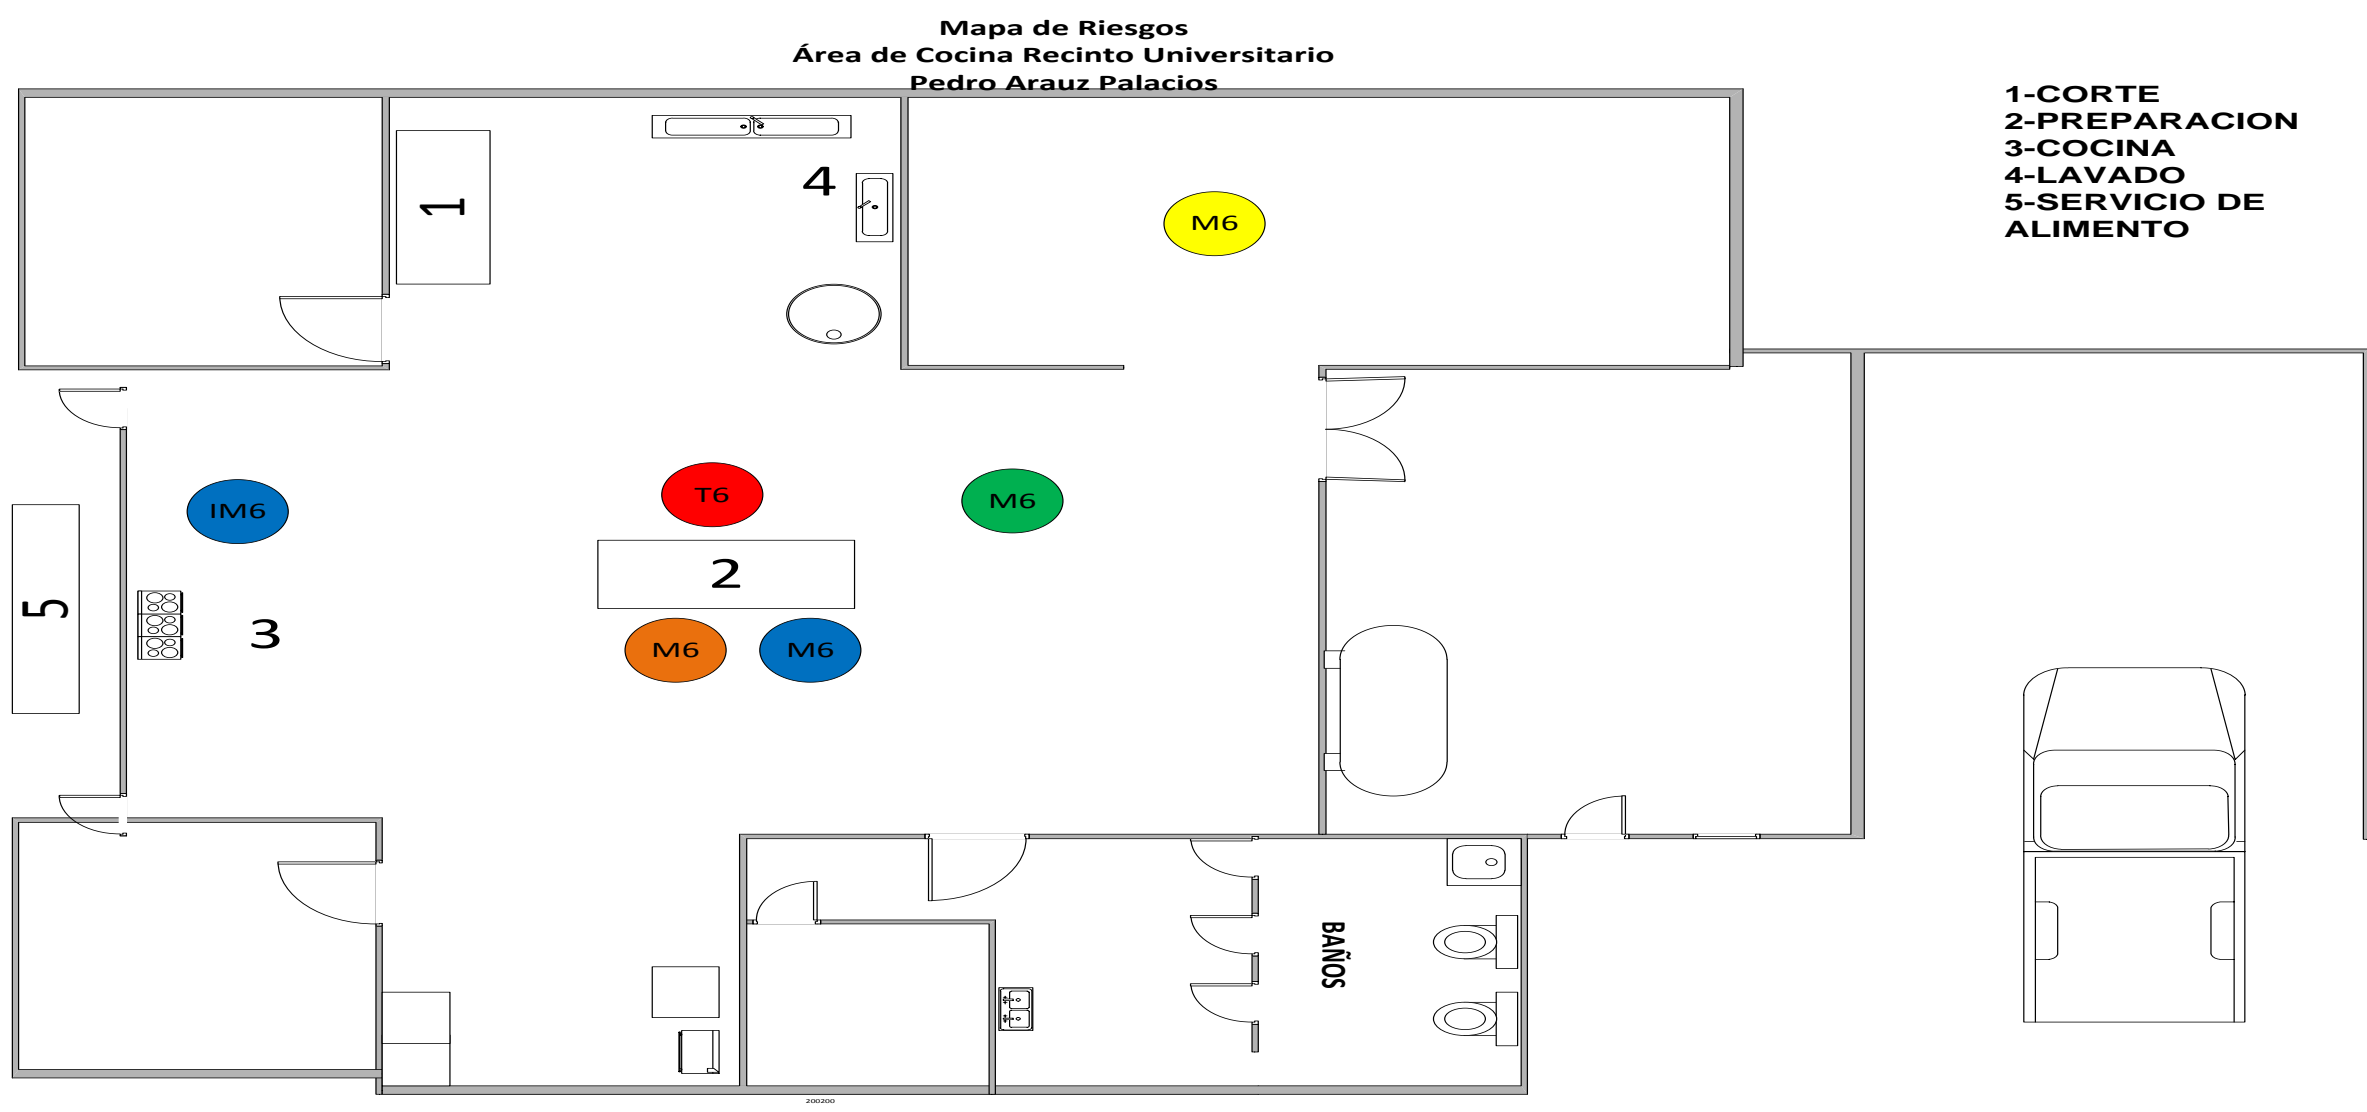 Mapa de Riesgos
Área de Cocina Recinto Universitario
Pedro Arauz Palacios
1-CORTE
2-PREPARACION
3-COCINA
4-LAVADO
5-SERVICIO DE
ALIMENTO
1
4
M6
IM6
T6
M6
2
5
3
M6
M6
BAÑOS
200200